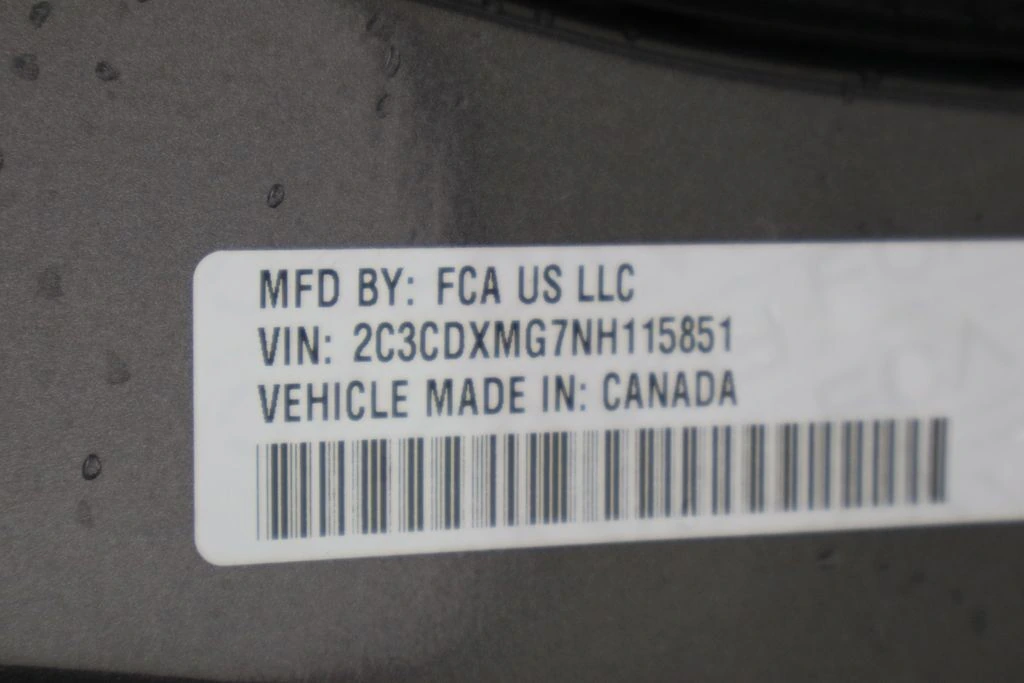 MFD BY: FCA US LLC
VIN: 2C3CDXMG7NH115851
VEHICLE MADE IN: CANADA